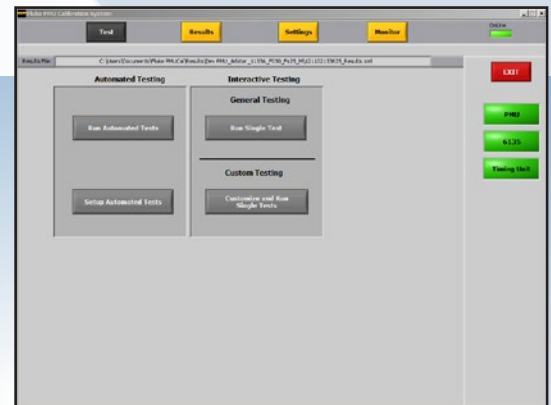 Fluke PMU Calibration System
Test
Results
Settings
Monitor
Online
Results File:
EXIT
Automated Testing
Interactive Testing
General Testing
PMU
Run Automated Tests
Run Single Test
6135
Timing Unit
Custom Testing
Setup Automated Tests
Customize and Run
Single Tests